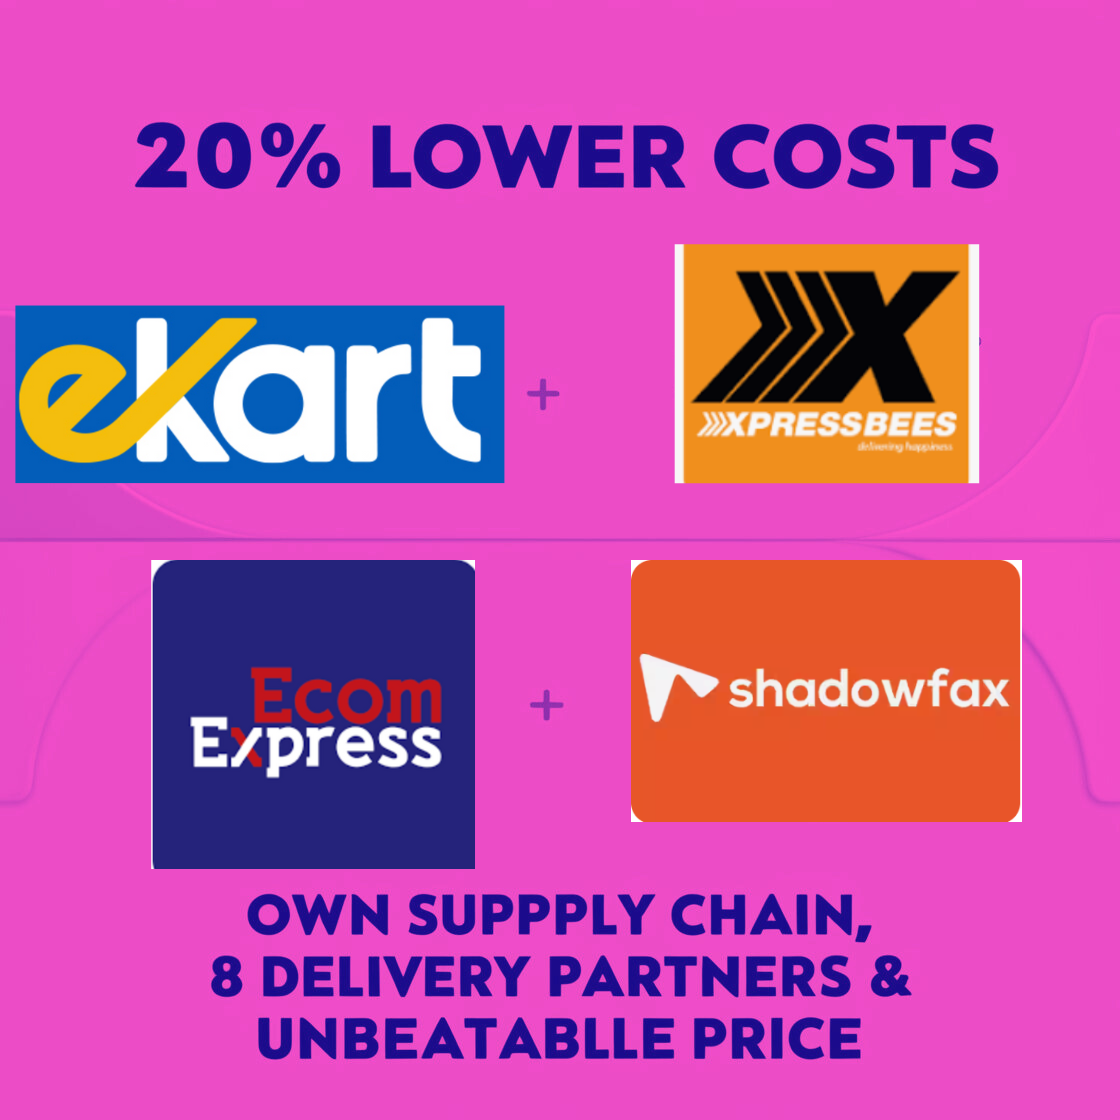 20% LOWER COSTS
ekart
+
XPRESSBEES
delivering happiness
Ecom
Express
+
shadowfax
OWN SUPPPLY CHAIN,
8 DELIVERY PARTNERS &
UNBEATABLLE PRICE